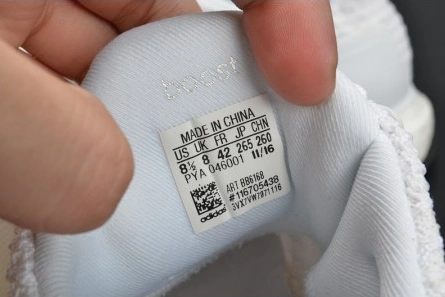 boost
MADE IN CHINA
US UK FR JP CHN
8½ 8 42 265 260
PYA 046001 11/16
ART BB6168
#116705438
3VX7VW7071116
adidas